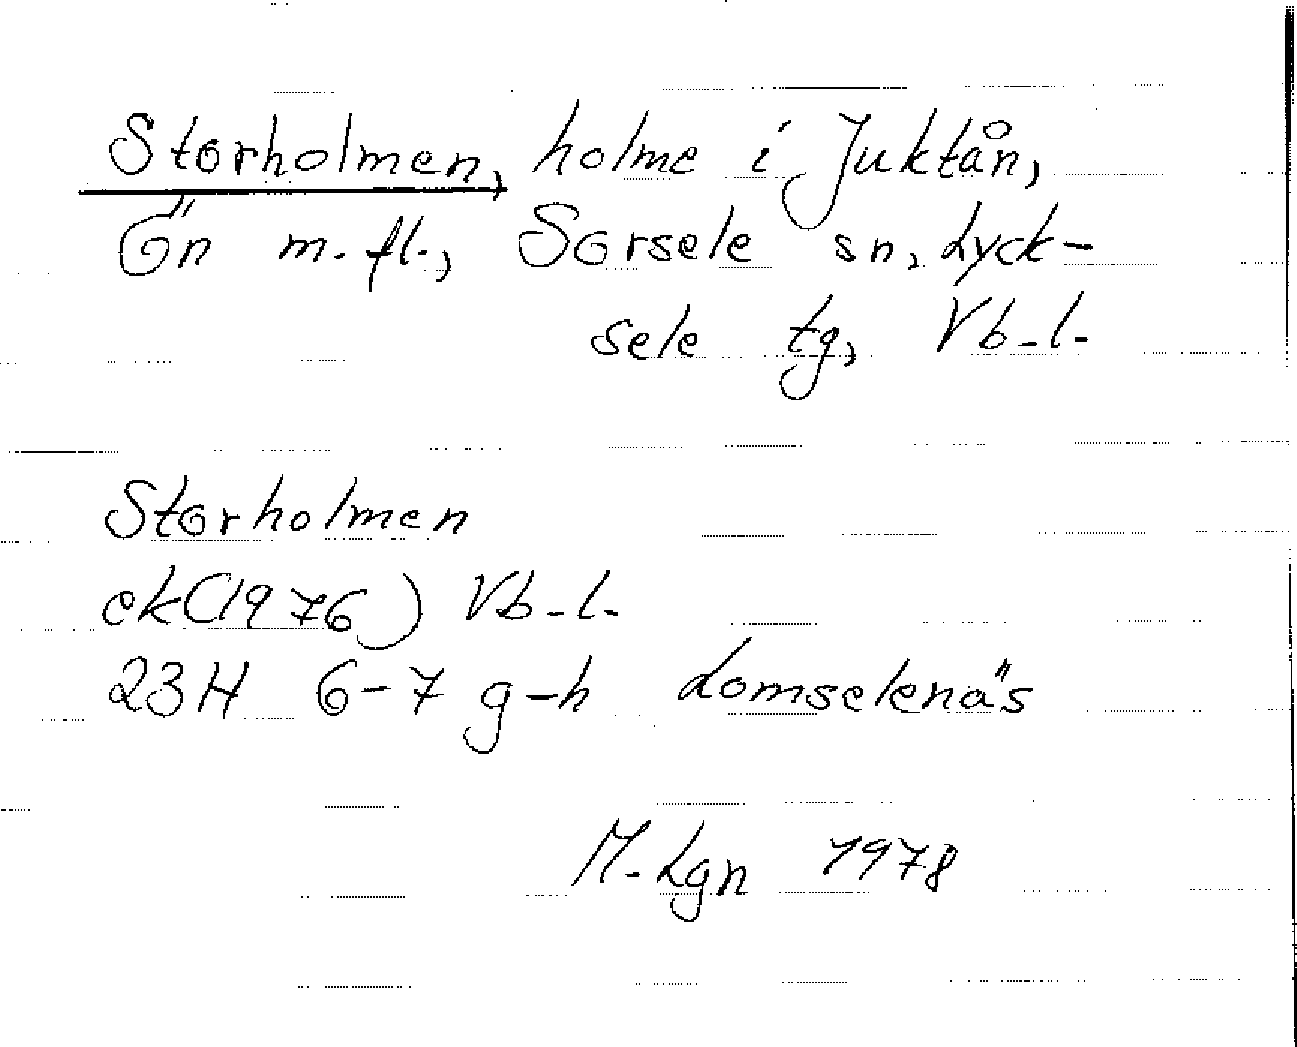 Storholmen, holme i Juktån,
Ön m.fl., Sorsele sn, Lyck-
sele tg, Vb.l.
Storholmen
ek(1976) Vb.l.
23H 6-7 g-h Lomselenäs
M.Lgn 1978